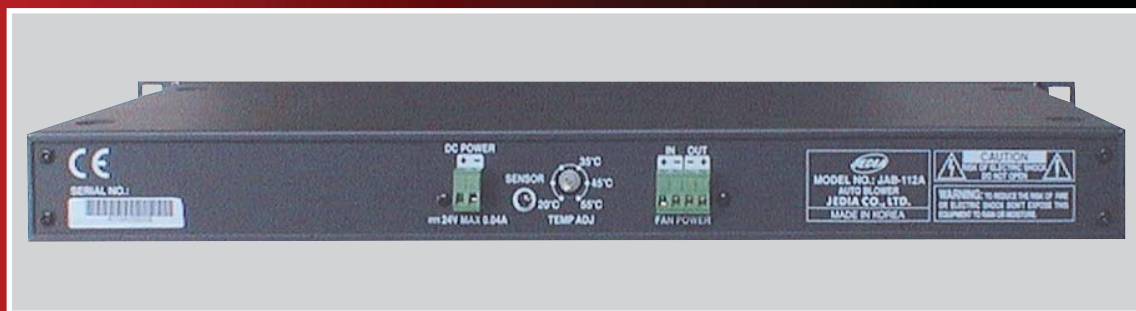 CE
SERIAL NO.:
DC POWER
+ −
24V MAX 0.04A
SENSOR
35°C
45°C
20°C
55°C
TEMP ADJ
IN OUT
+ − − +
FAN POWER
JEDIA
MODEL NO.: JAB-112A
AUTO BLOWER
JEDIA CO., LTD.
MADE IN KOREA
CAUTION
RISK OF ELECTRIC SHOCK
DO NOT OPEN
WARNING: TO REDUCE THE RISK OF FIRE
OR ELECTRIC SHOCK DON'T EXPOSE
EQUIPMENT TO RAIN OR MOISTURE.